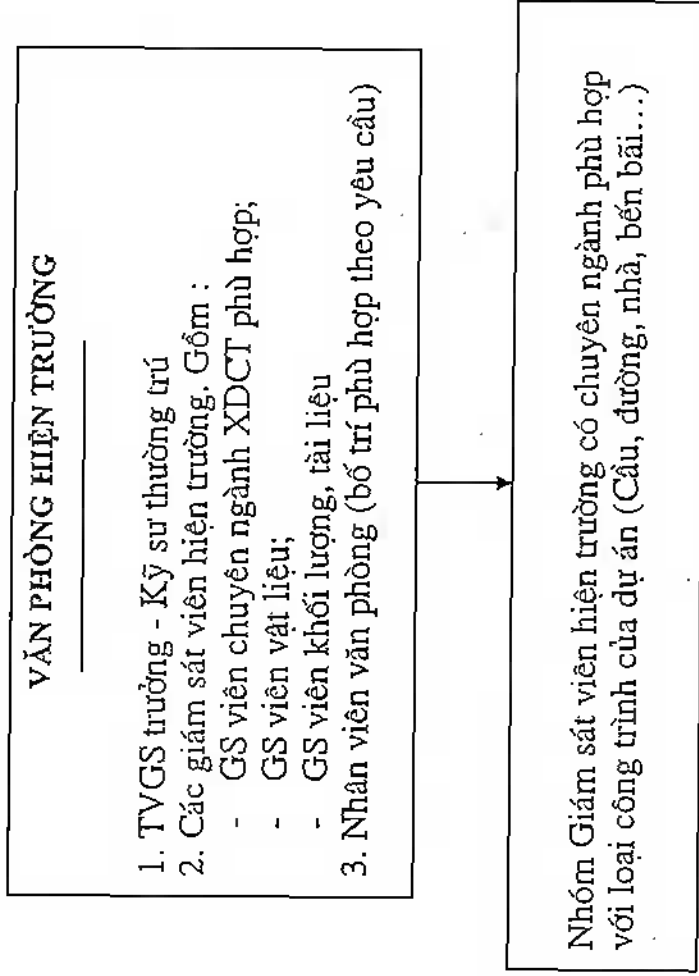 VĂN PHÒNG HIỆN TRƯỜNG
1. TVGS trưởng - Kỹ sư thường trú
2. Các giám sát viên hiện trường. Gồm :
- GS viên chuyên ngành XDCT phù hợp;
- GS viên vật liệu;
- GS viên khối lượng, tài liệu
3. Nhân viên văn phòng (bố trí phù hợp theo yêu cầu)
Nhóm Giám sát viên hiện trường có chuyên ngành phù hợp
với loại công trình của dự án (Cầu, đường, nhà, bến bãi…)